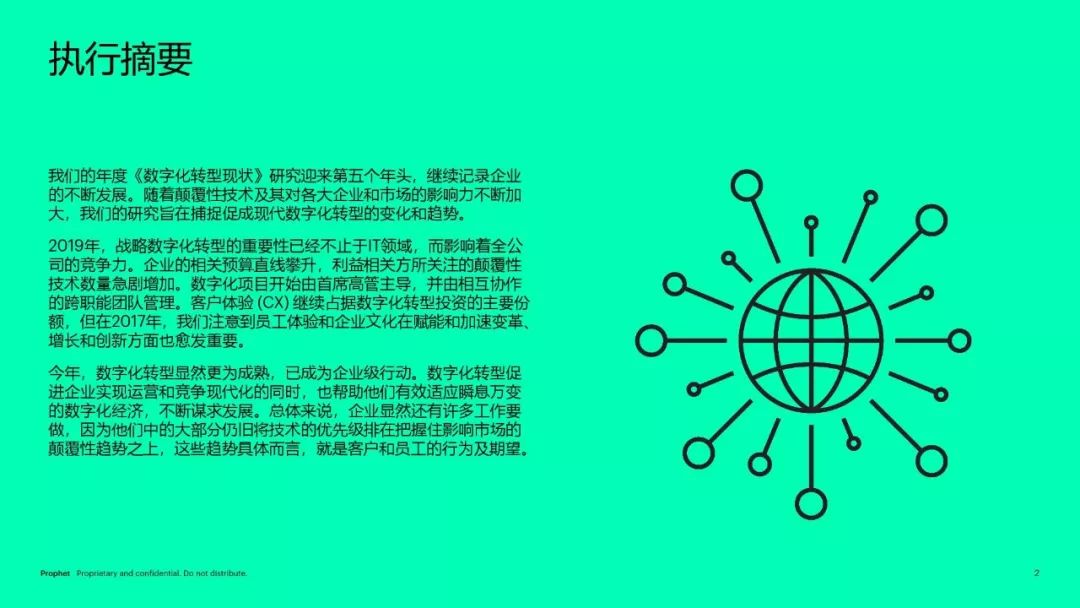 执行摘要
我们的年度《数字化转型现状》研究迎来第五个年头，继续记录企业
的不断发展。随着颠覆性技术及其对各大企业和市场的影响力不断加
大，我们的研究旨在捕捉促成现代数字化转型的变化和趋势。
2019年，战略数字化转型的重要性已经不止于IT领域，而影响着全公
司的竞争力。企业的相关预算直线攀升，利益相关方所关注的颠覆性
技术数量急剧增加。数字化项目开始由首席高管主导，并由相互协作
的跨职能团队管理。客户体验 (CX) 继续占据数字化转型投资的主要份
额，但在2017年，我们注意到员工体验和企业文化在赋能和加速变革、
增长和创新方面也愈发重要。
今年，数字化转型显然更为成熟，已成为企业级行动。数字化转型促
进企业实现运营和竞争现代化的同时，也帮助他们有效适应瞬息万变
的数字化经济，不断谋求发展。总体来说，企业显然还有许多工作要
做，因为他们中的大部分仍旧将技术的优先级排在把握住影响市场的
颠覆性趋势之上，这些趋势具体而言，就是客户和员工的行为及期望。
Prophet Proprietary and confidential. Do not distribute.
2